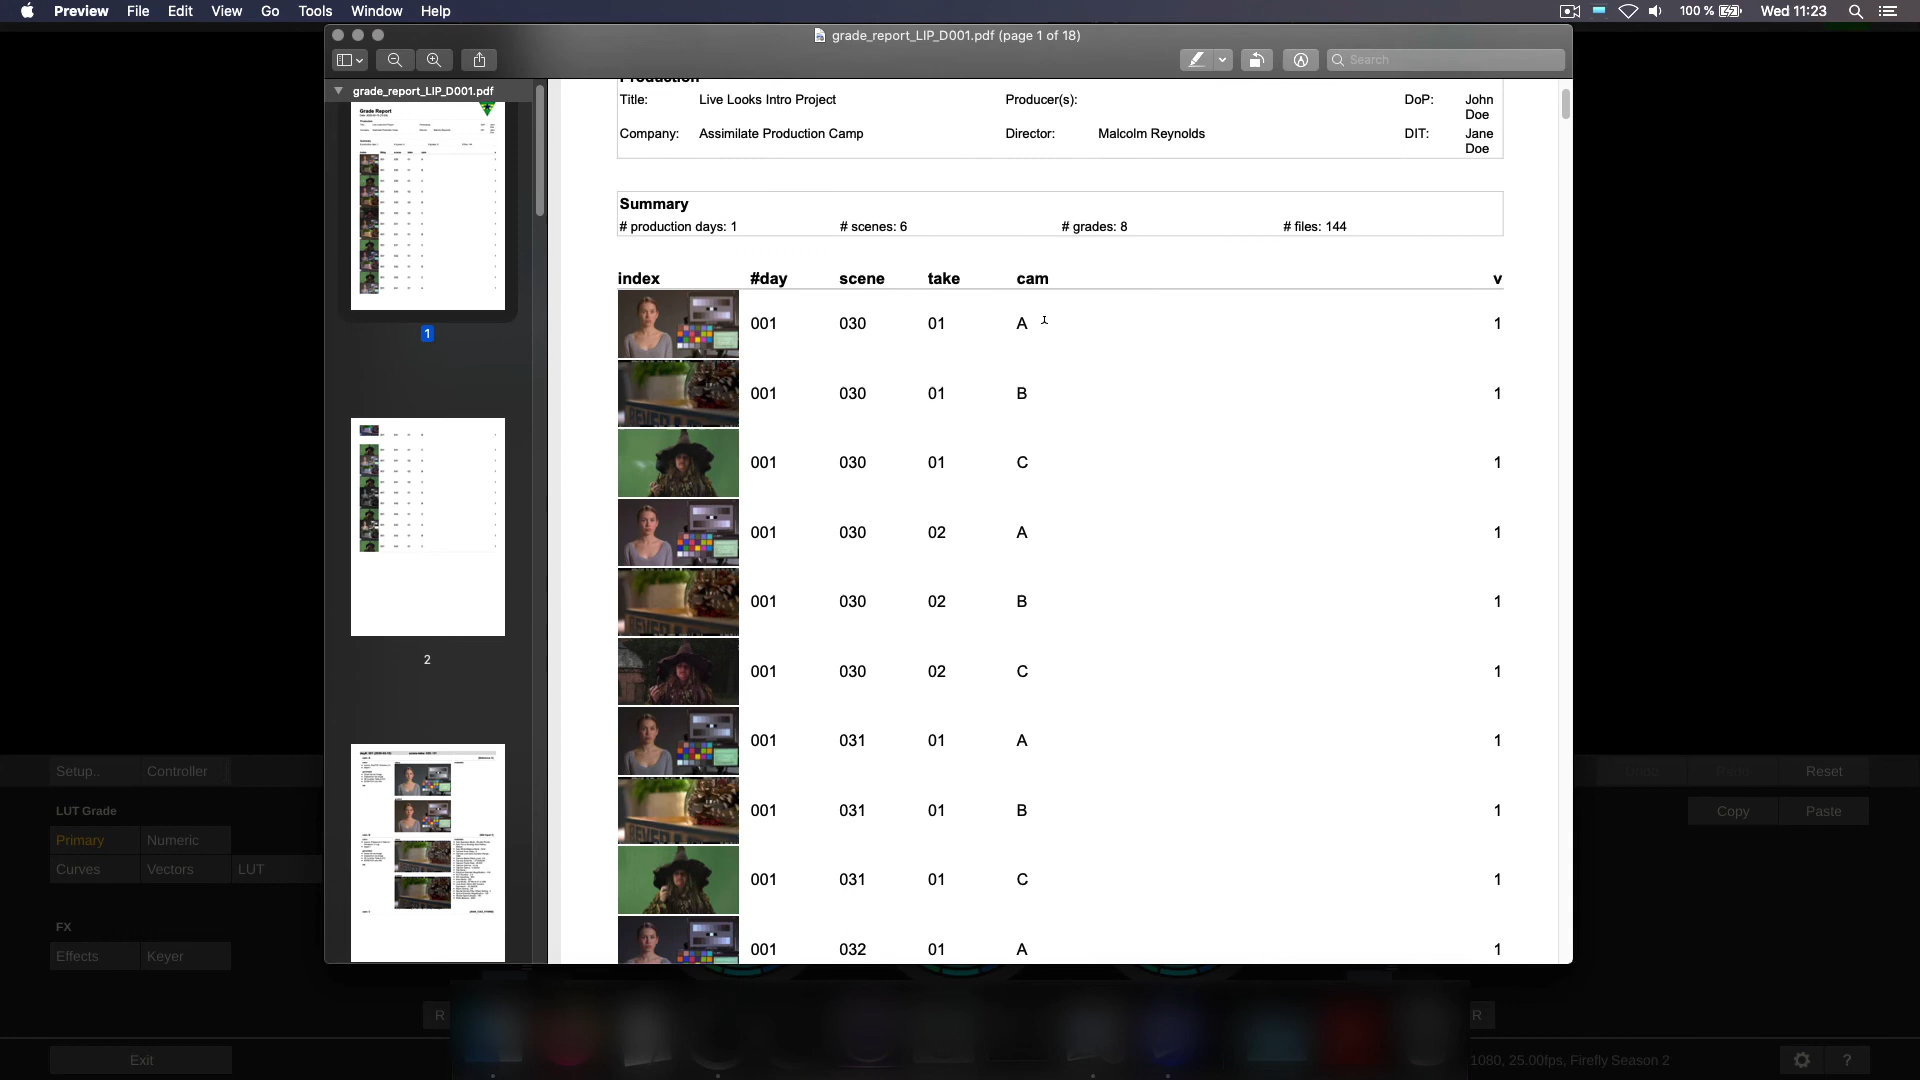 Preview File Edit View Go Tools Window Help
100 % Wed 11:23
grade_report_LIP_D001.pdf (page 1 of 18)
Search
grade_report_LIP_D001.pdf
Grade Report
1
2
Production
Title: Live Looks Intro Project Producer(s): DoP: John Doe
Company: Assimilate Production Camp Director: Malcolm Reynolds DIT: Jane Doe
Summary
# production days: 1 # scenes: 6 # grades: 8 # files: 144
index #day scene take cam v
001 030 01 A 1
001 030 01 B 1
001 030 01 C 1
001 030 02 A 1
001 030 02 B 1
001 030 02 C 1
001 031 01 A 1
001 031 01 B 1
001 031 01 C 1
001 032 01 A 1
Setup.. Controller
LUT Grade
Primary Numeric
Curves Vectors LUT
FX
Effects Keyer
R
Exit
Undo Reset
Copy Paste
R
1080, 25.00fps, Firefly Season 2
?